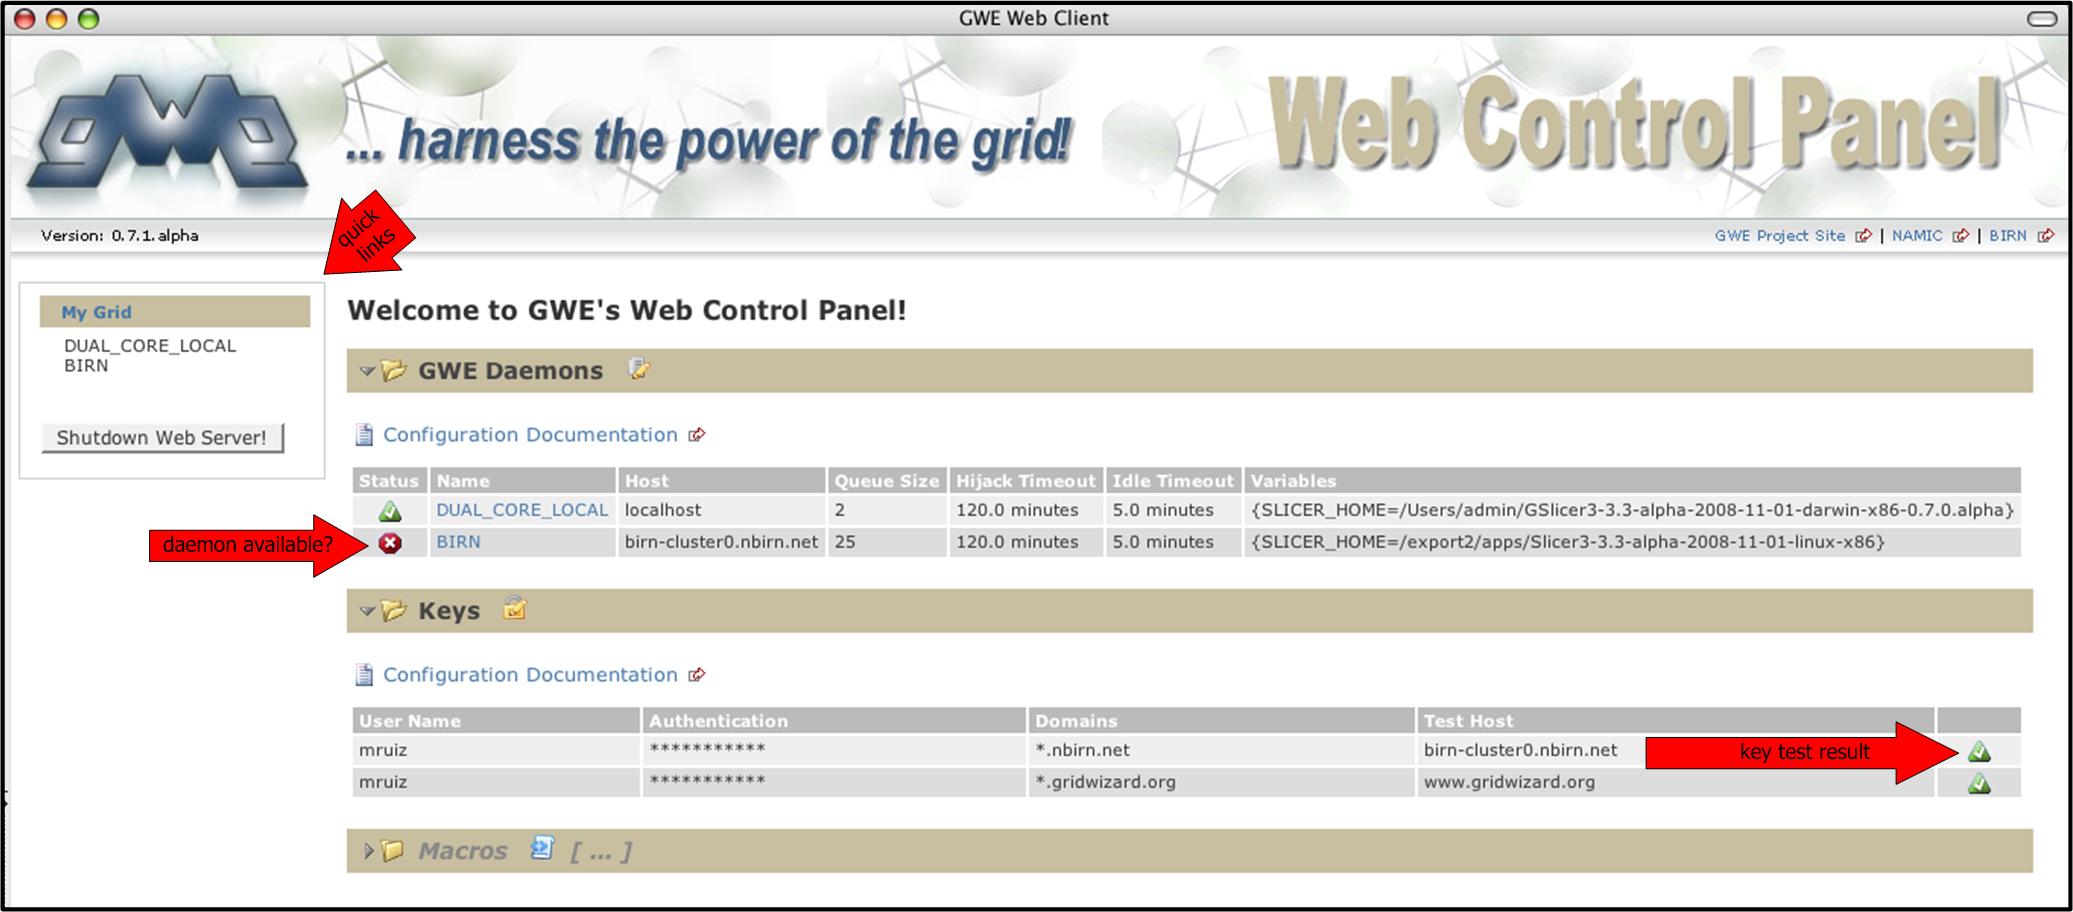 GWE Web Client
gwe
... harness the power of the grid!
Web Control Panel
quick
links
Version: 0.7.1.alpha
GWE Project Site | NAMIC | BIRN
My Grid
DUAL_CORE_LOCAL
BIRN
Shutdown Web Server!
Welcome to GWE's Web Control Panel!
GWE Daemons
Configuration Documentation
Status Name Host Queue Size Hijack Timeout Idle Timeout Variables
DUAL_CORE_LOCAL localhost 2 120.0 minutes 5.0 minutes {SLICER_HOME=/Users/admin/GSlicer3-3.3-alpha-2008-11-01-darwin-x86-0.7.0.alpha}
daemon available? BIRN birn-cluster0.nbirn.net 25 120.0 minutes 5.0 minutes {SLICER_HOME=/export2/apps/Slicer3-3.3-alpha-2008-11-01-linux-x86}
Keys
Configuration Documentation
User Name Authentication Domains Test Host
mruiz *********** *.nbirn.net birn-cluster0.nbirn.net key test result
mruiz *********** *.gridwizard.org www.gridwizard.org
Macros [ ... ]